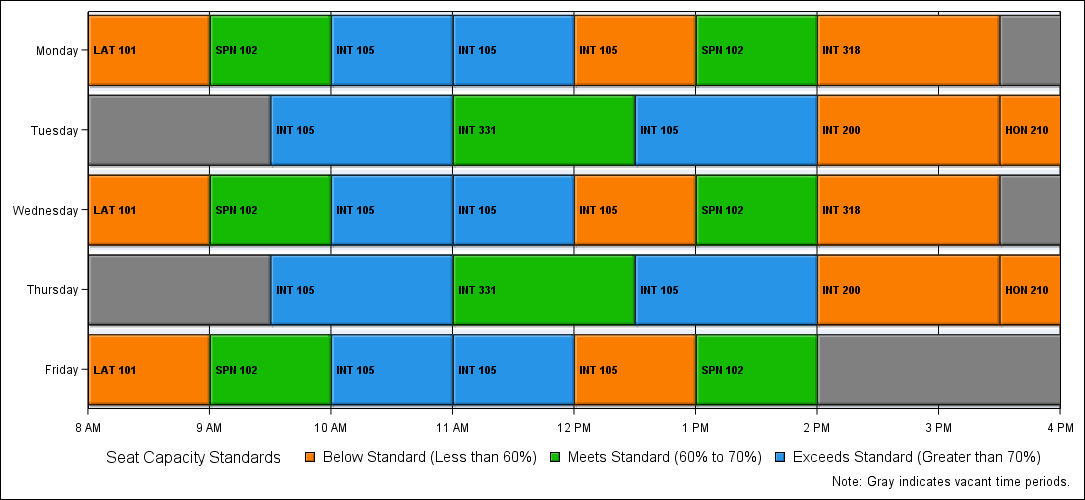 Monday LAT 101 SPN 102 INT 105 INT 105 INT 105 SPN 102 INT 318
Tuesday INT 105 INT 331 INT 105 INT 200 HON 210
Wednesday LAT 101 SPN 102 INT 105 INT 105 INT 105 SPN 102 INT 318
Thursday INT 105 INT 331 INT 105 INT 200 HON 210
Friday LAT 101 SPN 102 INT 105 INT 105 INT 105 SPN 102
8 AM 9 AM 10 AM 11 AM 12 PM 1 PM 2 PM 3 PM 4 PM
Seat Capacity Standards Below Standard (Less than 60%) Meets Standard (60% to 70%) Exceeds Standard (Greater than 70%)
Note: Gray indicates vacant time periods.